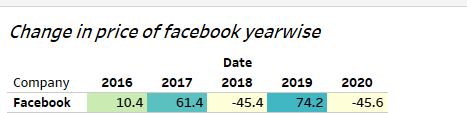 Change in price of facebook yearwise
Date
Company 2016 2017 2018 2019 2020
Facebook 10.4 61.4 -45.4 74.2 -45.6